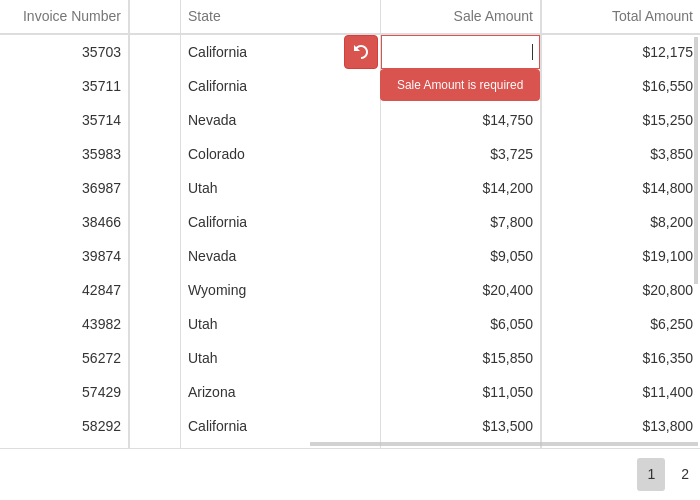 Invoice Number State Sale Amount Total Amount
35703 California $12,175
35711 California Sale Amount is required $16,550
35714 Nevada $14,750 $15,250
35983 Colorado $3,725 $3,850
36987 Utah $14,200 $14,800
38466 California $7,800 $8,200
39874 Nevada $9,050 $19,100
42847 Wyoming $20,400 $20,800
43982 Utah $6,050 $6,250
56272 Utah $15,850 $16,350
57429 Arizona $11,050 $11,400
58292 California $13,500 $13,800
1 2